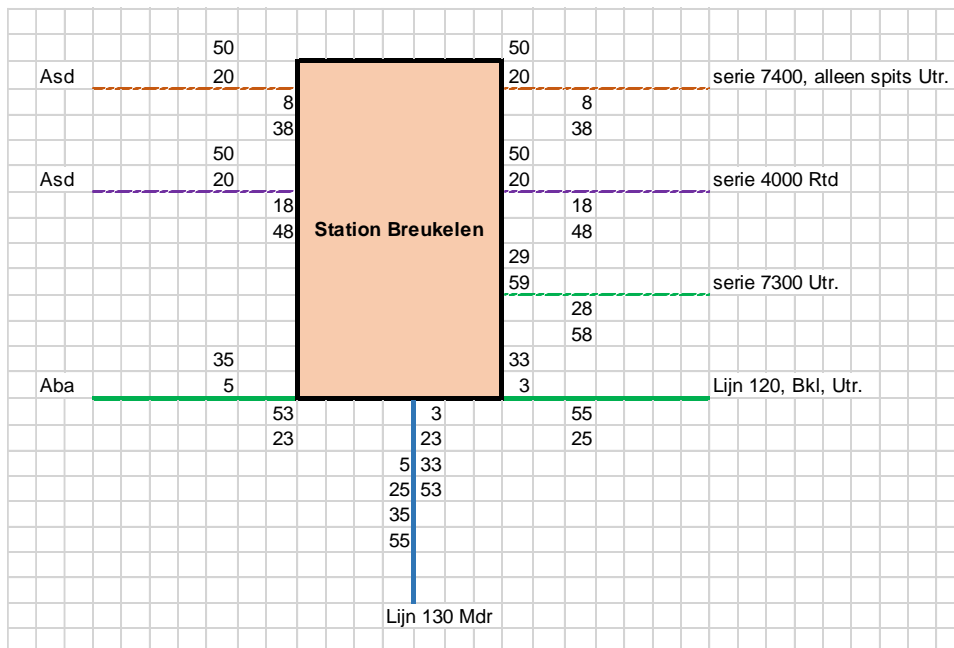 50 50
Asd 20 20 serie 7400, alleen spits Utr.
8 8
38 38
50 50
Asd 20 20 serie 4000 Rtd
18 18
48 Station Breukelen 48
29
59 serie 7300 Utr.
28
58
35 33
Aba 5 3 Lijn 120, Bkl, Utr.
53 3 55
23 23 25
5 33
25 53
35
55
Lijn 130 Mdr